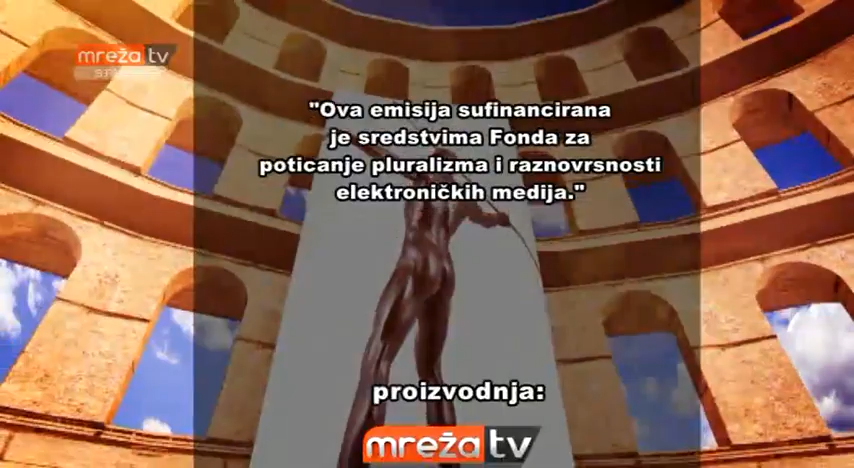 mreža tv
"Ova emisija sufinancirana
je sredstvima Fonda za
poticanje pluralizma i raznovrsnosti
elektroničkih medija."
proizvodnja:
mreža tv